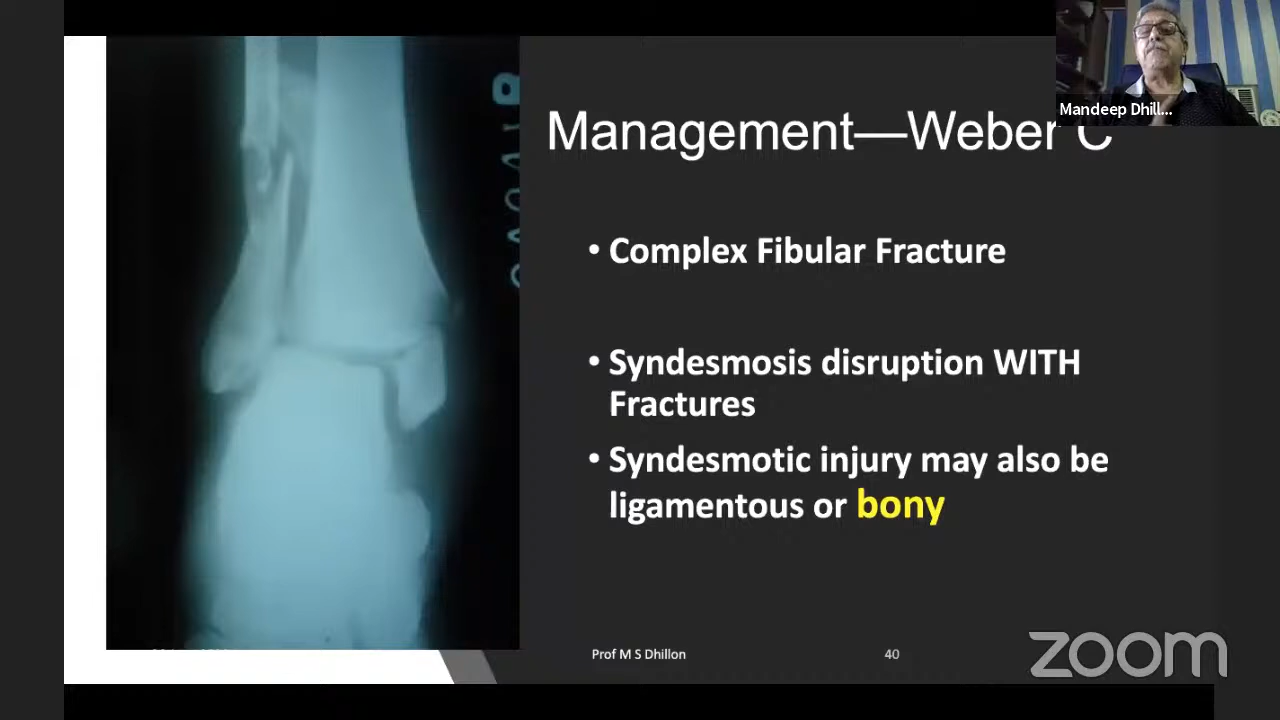 Mandeep Dhill...
Management—Weber C
• Complex Fibular Fracture
• Syndesmosis disruption WITH
Fractures
• Syndesmotic injury may also be
ligamentous or bony
Prof M S Dhillon
40
zoom